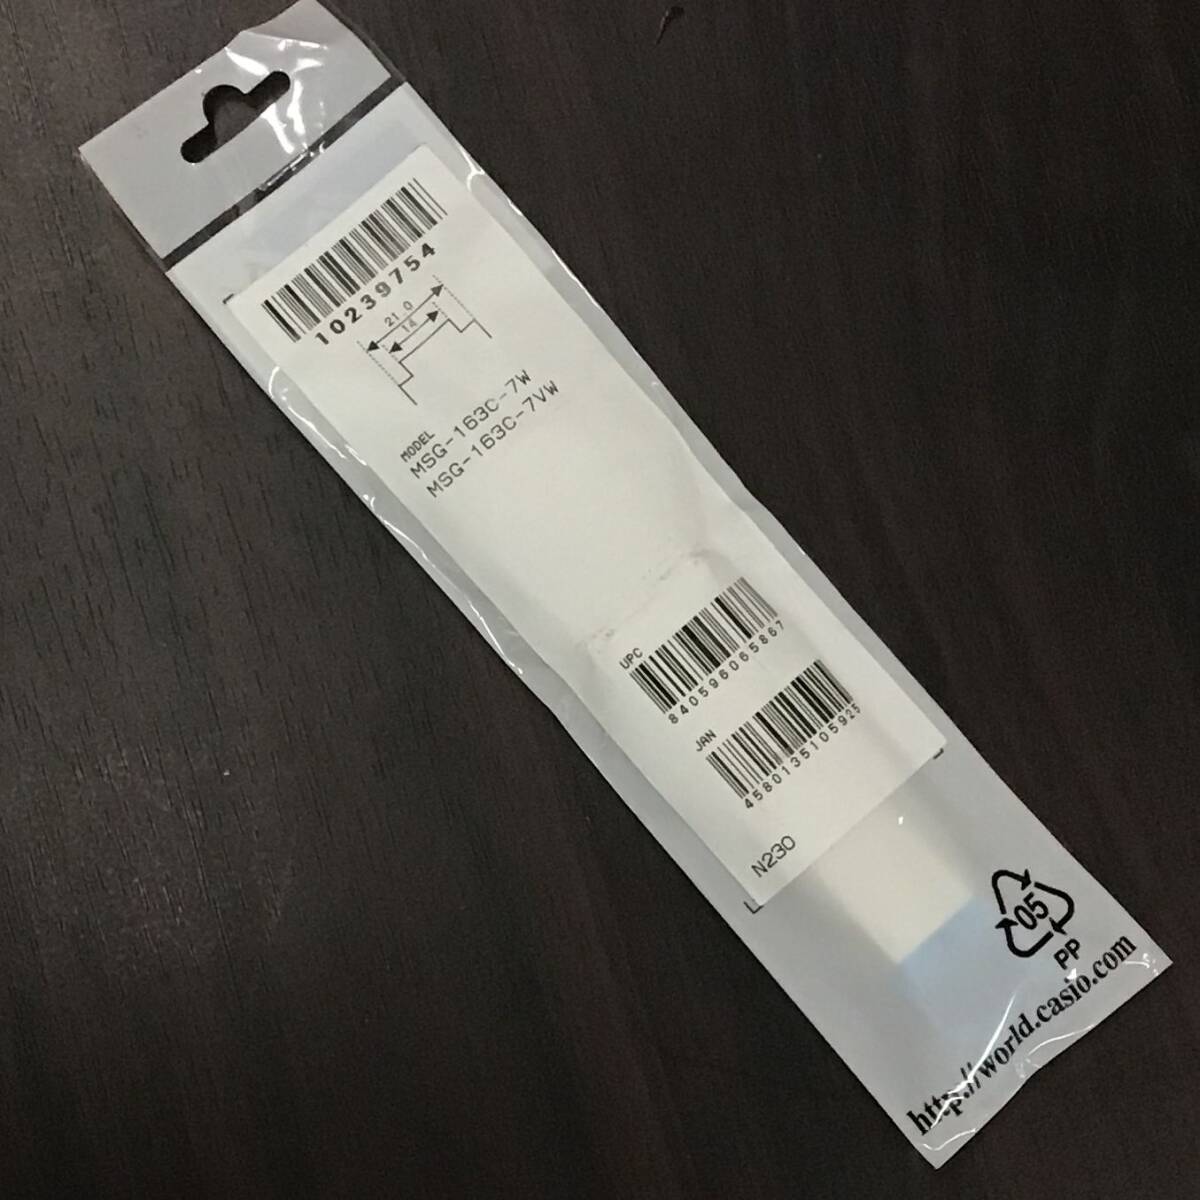 10239754
21.0
14
MODEL
MSG-163C-7W
MSG-163C-7VW
UPC
840596065867
JAN
4580135105925
N230
05
PP
http://world.casio.com